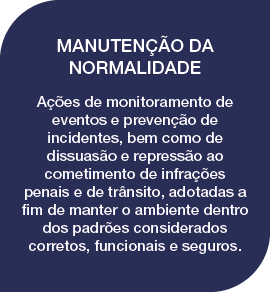 MANUTENÇÃO DA
NORMALIDADE
Ações de monitoramento de
eventos e prevenção de
incidentes, bem como de
dissuasão e repressão ao
cometimento de infrações
penais e de trânsito, adotadas a
fim de manter o ambiente dentro
dos padrões considerados
corretos, funcionais e seguros.